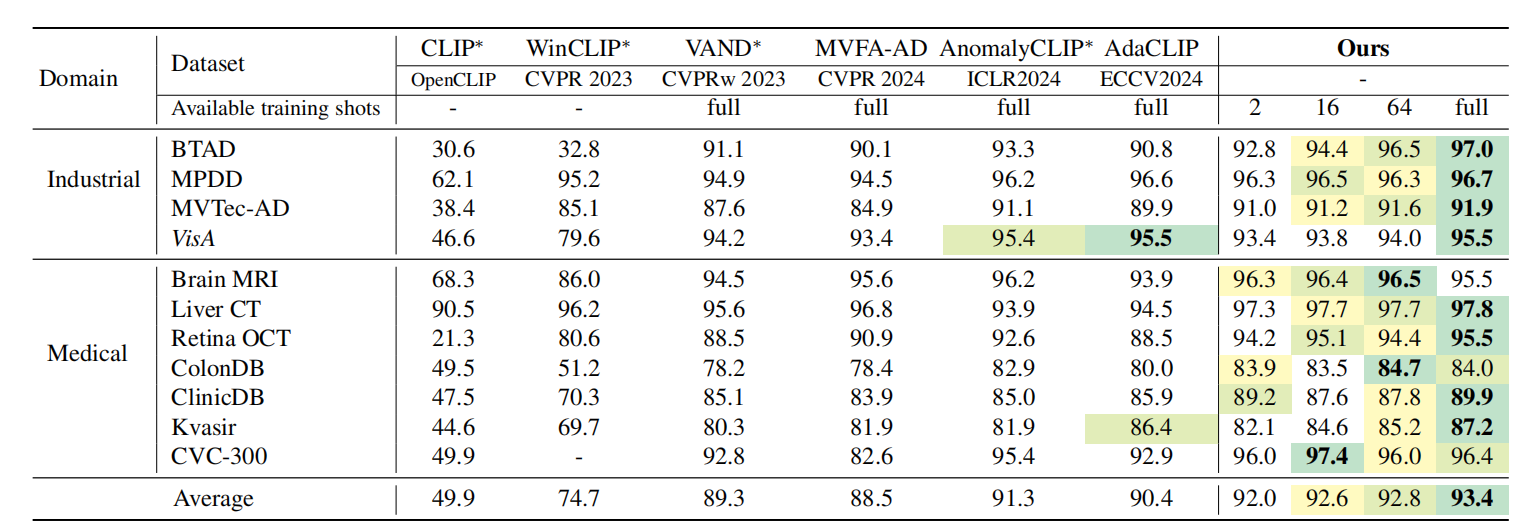 Domain Dataset CLIP* WinCLIP* VAND* MVFA-AD AnomalyCLIP* AdaCLIP Ours
OpenCLIP CVPR 2023 CVPRw 2023 CVPR 2024 ICLR2024 ECCV2024 -
Available training shots - - full full full full 2 16 64 full
Industrial
BTAD 30.6 32.8 91.1 90.1 93.3 90.8 92.8 94.4 96.5 97.0
MPDD 62.1 95.2 94.9 94.5 96.2 96.6 96.3 96.5 96.3 96.7
MVTec-AD 38.4 85.1 87.6 84.9 91.1 89.9 91.0 91.2 91.6 91.9
VisA 46.6 79.6 94.2 93.4 95.4 95.5 93.4 93.8 94.0 95.5
Medical
Brain MRI 68.3 86.0 94.5 95.6 96.2 93.9 96.3 96.4 96.5 95.5
Liver CT 90.5 96.2 95.6 96.8 93.9 94.5 97.3 97.7 97.7 97.8
Retina OCT 21.3 80.6 88.5 90.9 92.6 88.5 94.2 95.1 94.4 95.5
ColonDB 49.5 51.2 78.2 78.4 82.9 80.0 83.9 83.5 84.7 84.0
ClinicDB 47.5 70.3 85.1 83.9 85.0 85.9 89.2 87.6 87.8 89.9
Kvasir 44.6 69.7 80.3 81.9 81.9 86.4 82.1 84.6 85.2 87.2
CVC-300 49.9 - 92.8 82.6 95.4 92.9 96.0 97.4 96.0 96.4
Average 49.9 74.7 89.3 88.5 91.3 90.4 92.0 92.6 92.8 93.4